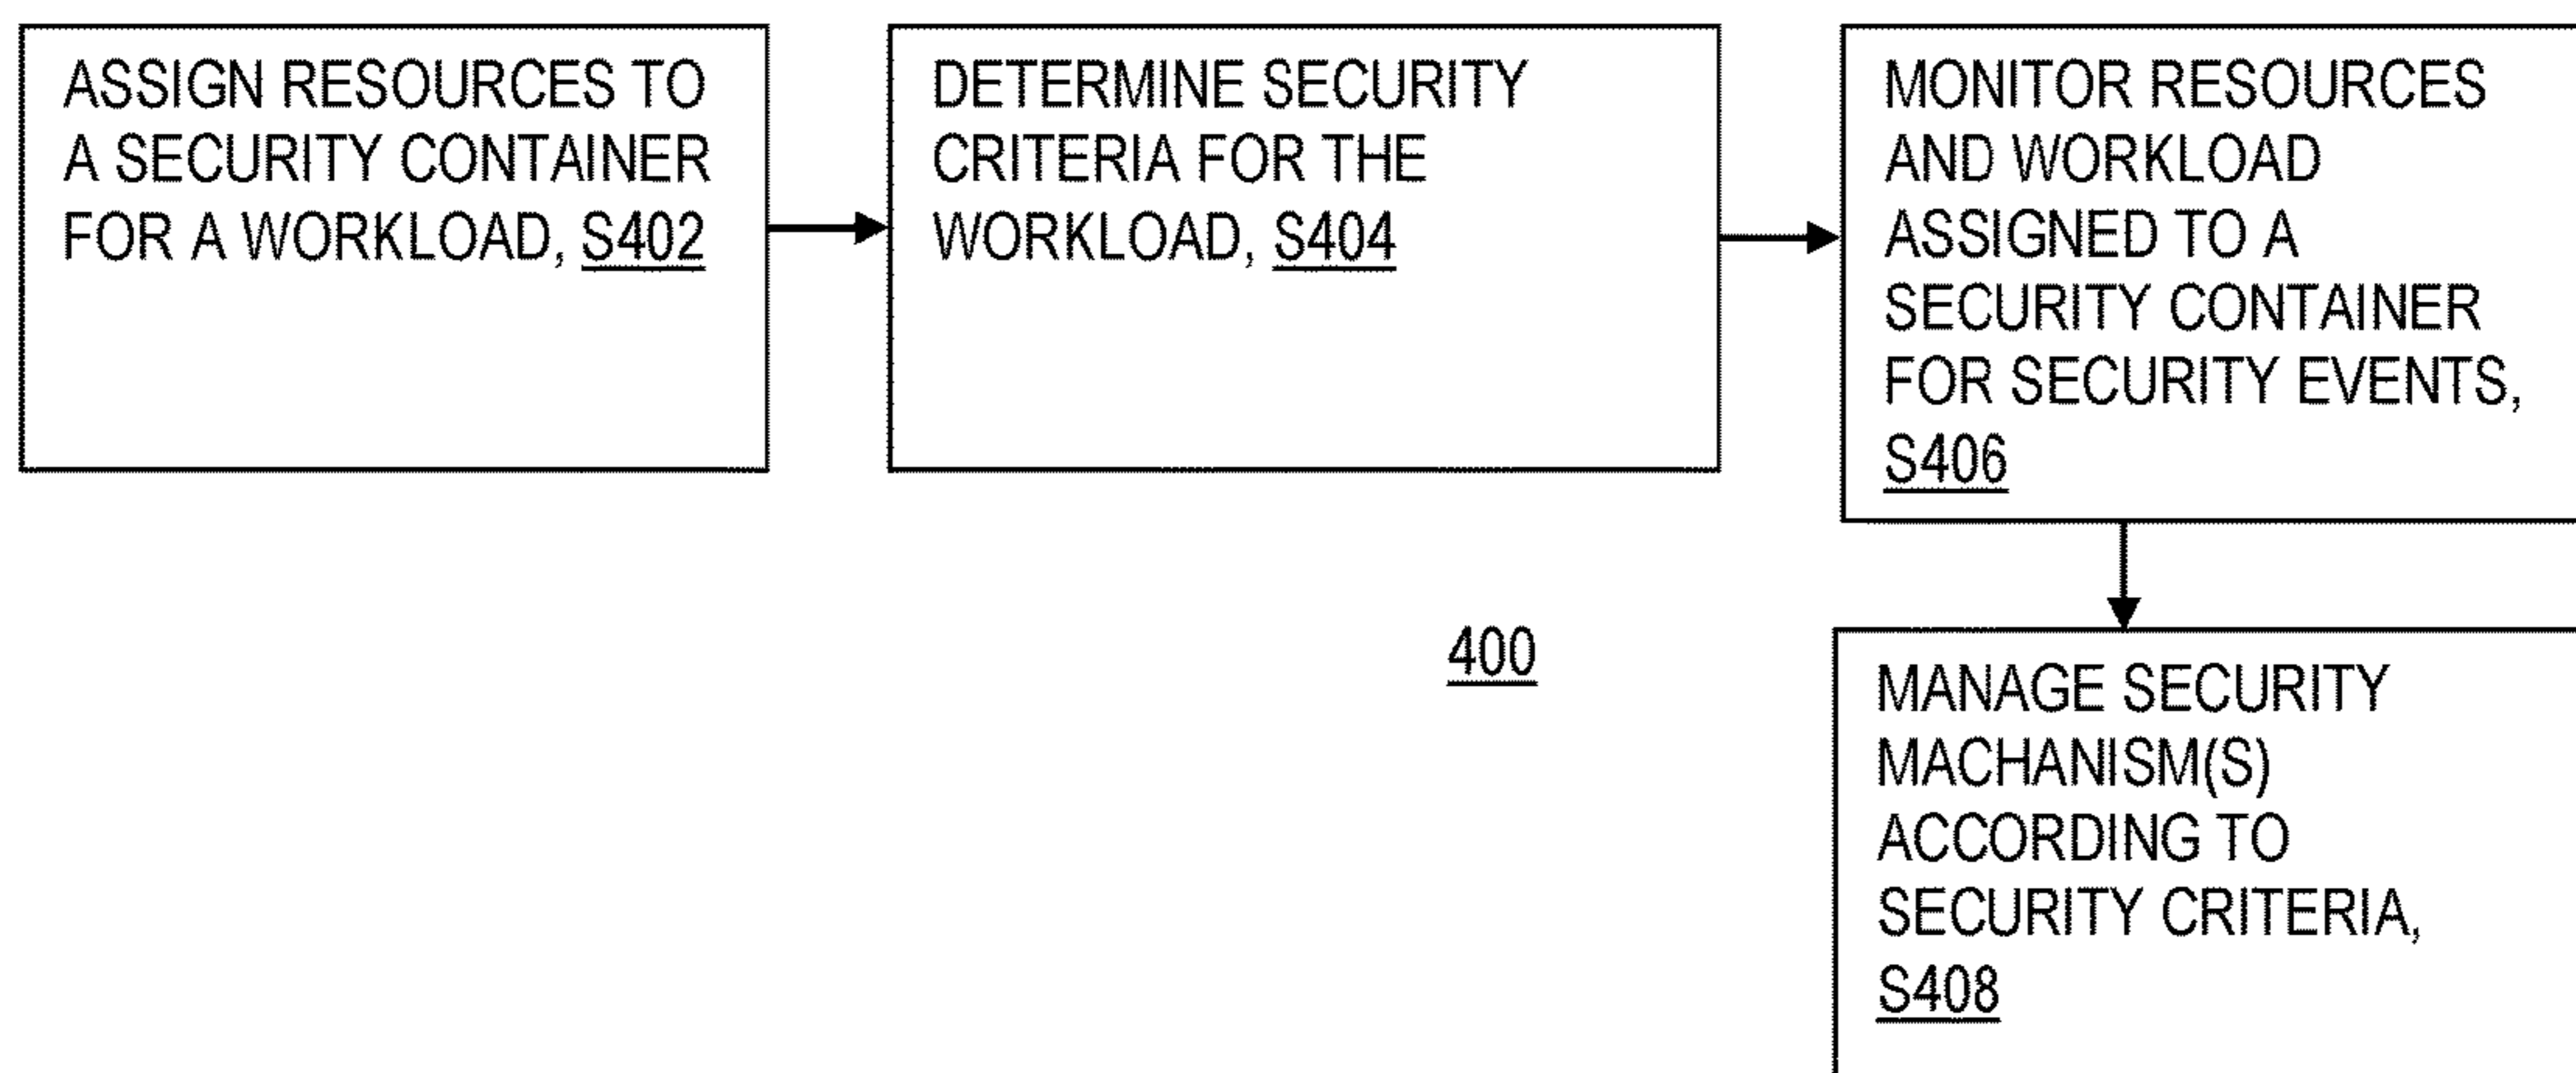 ASSIGN RESOURCES TO
A SECURITY CONTAINER
FOR A WORKLOAD, S402
DETERMINE SECURITY
CRITERIA FOR THE
WORKLOAD, S404
MONITOR RESOURCES
AND WORKLOAD
ASSIGNED TO A
SECURITY CONTAINER
FOR SECURITY EVENTS,
S406
400
MANAGE SECURITY
MACHANISM(S)
ACCORDING TO
SECURITY CRITERIA,
S408